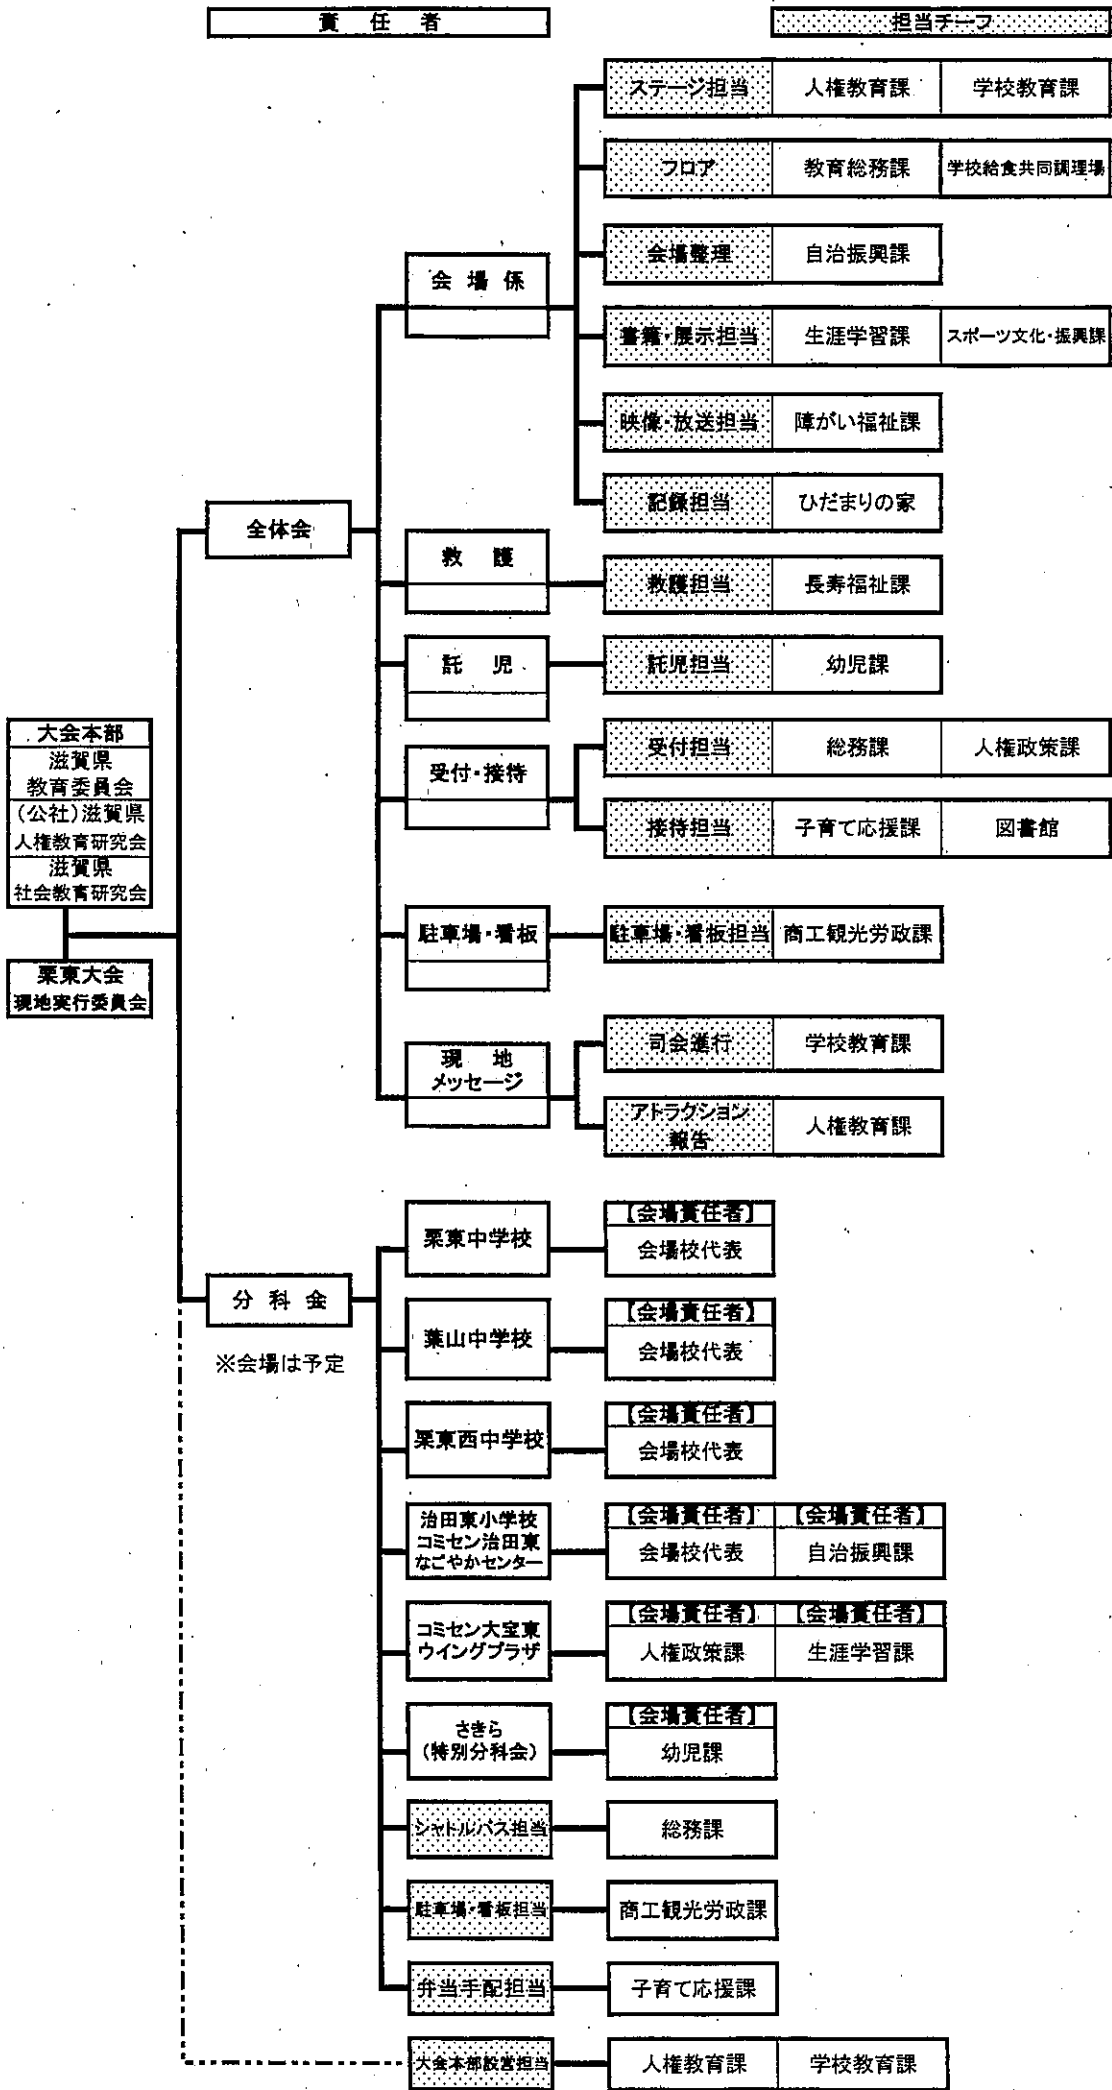 責任者
担当チーフ
ステージ担当 人権教育課 学校教育課
フロア 教育総務課 学校給食共同調理場
会場整理 自治振興課
会場係
書籍・展示担当 生涯学習課 スポーツ文化・振興課
映像・放送担当 障がい福祉課
記録担当 ひだまりの家
全体会
救護
救護担当 長寿福祉課
託児
託児担当 幼児課
大会本部
滋賀県
教育委員会
(公社)滋賀県
人権教育研究会
滋賀県
社会教育研究会
栗東大会
現地実行委員会
受付・接待
受付担当 総務課 人権政策課
接待担当 子育て応援課 図書館
駐車場・看板
駐車場・看板担当 商工観光労政課
現地
メッセージ
司会進行 学校教育課
アトラクション
報告
人権教育課
分科会
※会場は予定
栗東中学校
【会場責任者】
会場校代表
葉山中学校
【会場責任者】
会場校代表
栗東西中学校
【会場責任者】
会場校代表
治田東小学校
コミセン治田東
なごやかセンター
【会場責任者】 【会場責任者】
会場校代表 自治振興課
コミセン大宝東
ウイングプラザ
【会場責任者】 【会場責任者】
人権政策課 生涯学習課
さきら
(特別分科会)
【会場責任者】
幼児課
シャトルバス担当 総務課
駐車場・看板担当 商工観光労政課
弁当手配担当 子育て応援課
大会本部設営担当 人権教育課 学校教育課